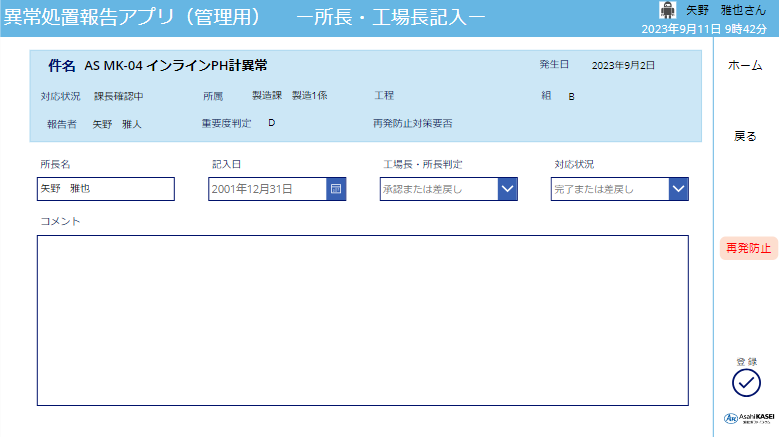 異常処置報告アプリ（管理用） ー所長・工場長記入ー
矢野 雅也さん
2023年9月11日 9時42分
件名 AS MK-04 インラインPH計異常 発生日 2023年9月2日
対応状況 課長確認中 所属 製造課 製造1係 工程 組 B
報告者 矢野 雅人 重要度判定 D 再発防止対策要否
所長名 記入日 工場長・所長判定 対応状況
矢野 雅也 2001年12月31日 承認または差戻し 完了または差戻し
コメント
ホーム
戻る
再発防止
登録
AsahiKASEI